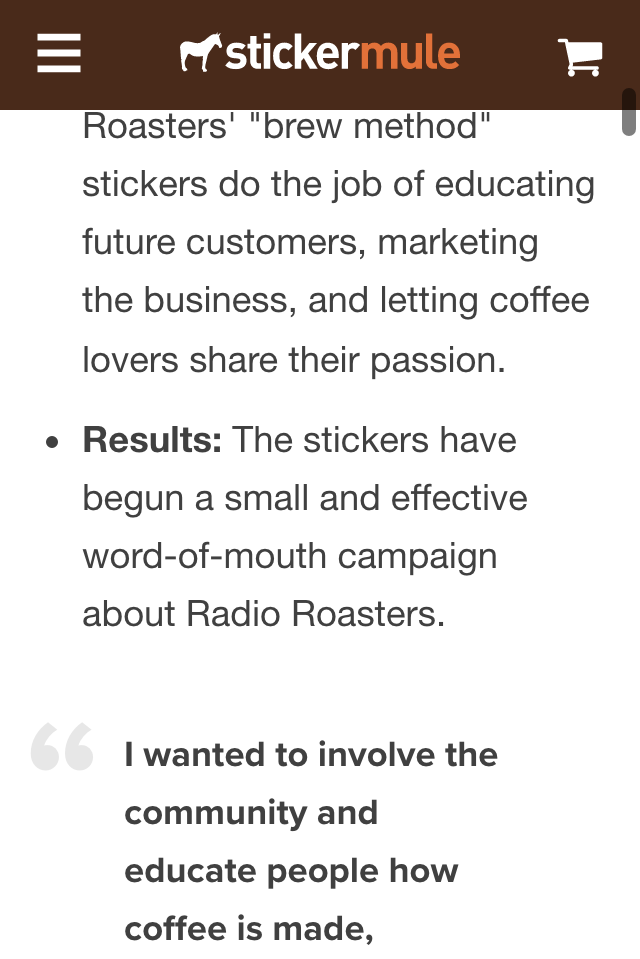 stickermule
Roasters' "brew method"
stickers do the job of educating
future customers, marketing
the business, and letting coffee
lovers share their passion.
• Results: The stickers have
begun a small and effective
word-of-mouth campaign
about Radio Roasters.
“ I wanted to involve the
community and
educate people how
coffee is made,